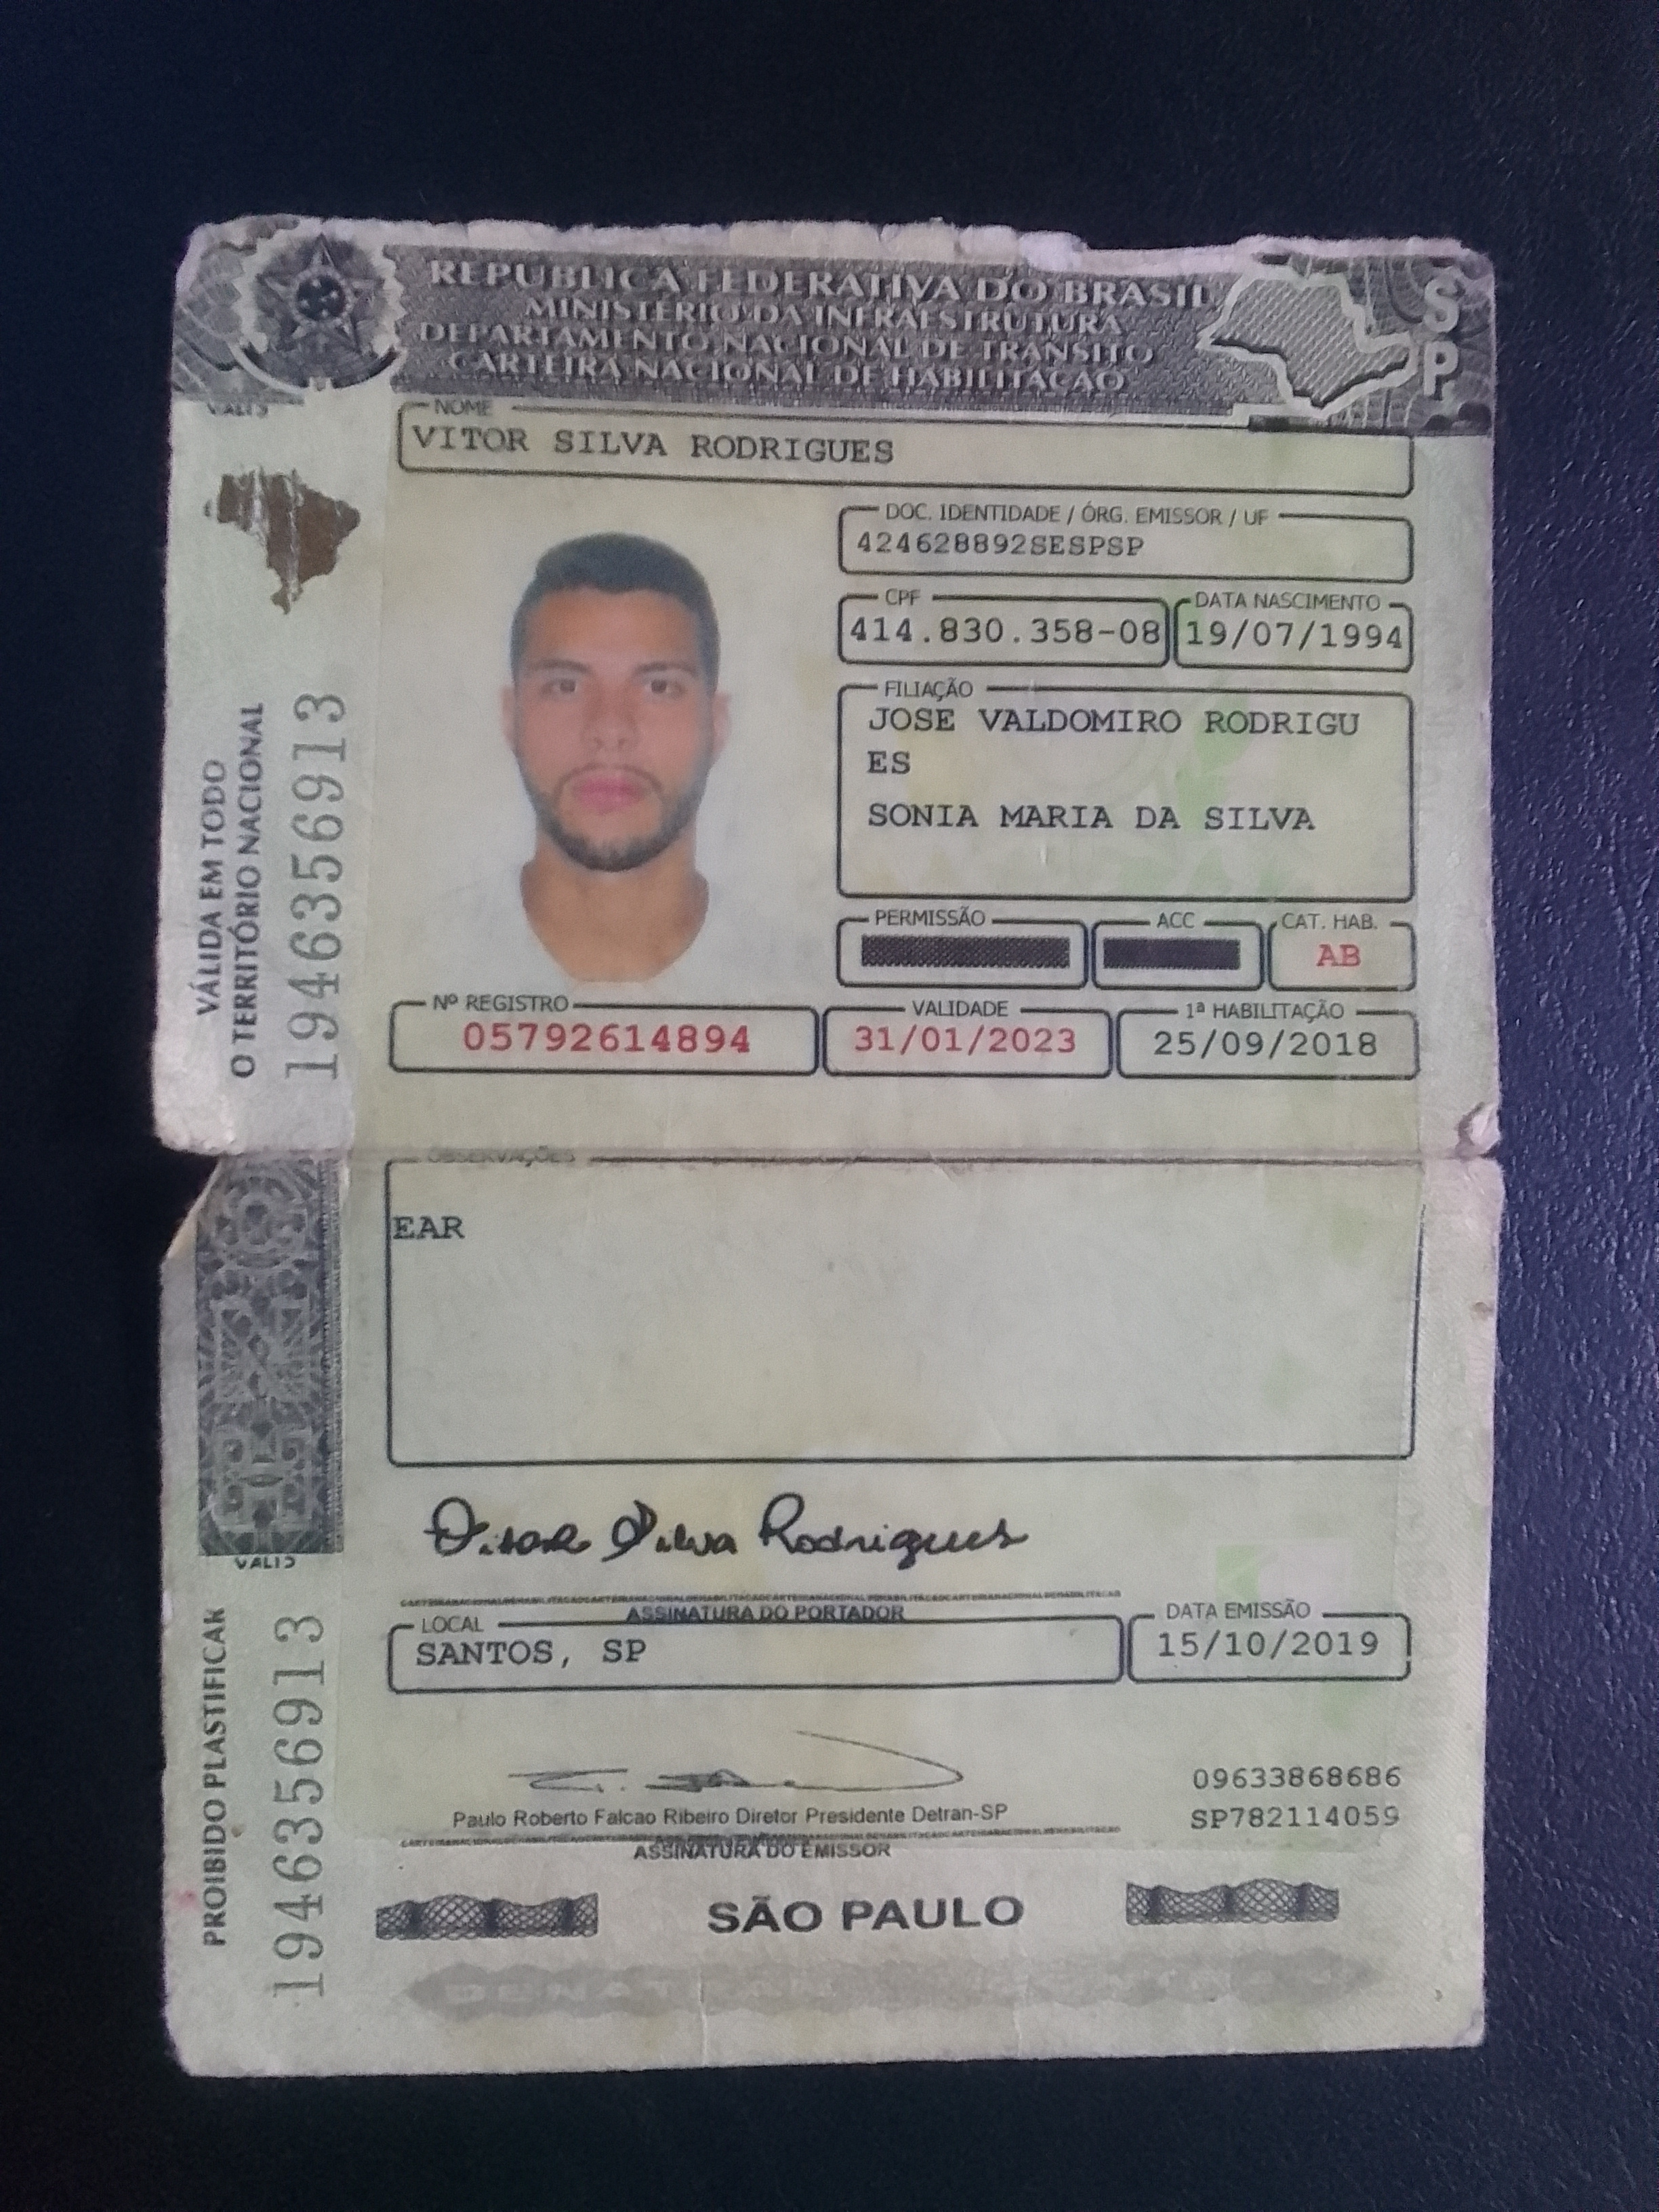 REPÚBLICA FEDERATIVA DO BRASIL
MINISTÉRIO DA INFRAESTRUTURA
DEPARTAMENTO NACIONAL DE TRÂNSITO
CARTEIRA NACIONAL DE HABILITAÇÃO
SP
NOME
VITOR SILVA RODRIGUES
DOC. IDENTIDADE / ÓRG. EMISSOR / UF
424628892SESPSP
CPF
414.830.358-08
DATA NASCIMENTO
19/07/1994
FILIAÇÃO
JOSE VALDOMIRO RODRIGU
ES
SONIA MARIA DA SILVA
PERMISSÃO
ACC
CAT. HAB.
AB
Nº REGISTRO
05792614894
VALIDADE
31/01/2023
1ª HABILITAÇÃO
25/09/2018
VÁLIDA EM TODO
O TERRITÓRIO NACIONAL
1946356913
OBSERVAÇÕES
EAR
Vitor Silva Rodrigues
ASSINATURA DO PORTADOR
LOCAL
SANTOS, SP
DATA EMISSÃO
15/10/2019
09633868686
SP782114059
Paulo Roberto Falcao Ribeiro Diretor Presidente Detran-SP
ASSINATURA DO EMISSOR
SÃO PAULO
PROIBIDO PLASTIFICAR
1946356913